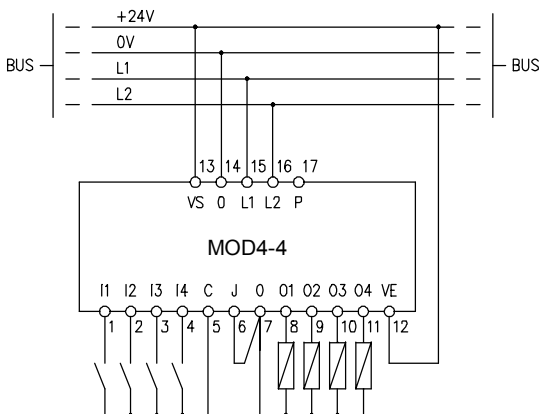 +24V
0V
BUS
L1
BUS
L2
13 14 15 16 17
VS 0 L1 L2 P
MOD4-4
I1 I2 I3 I4 C J 0 O1 O2 O3 O4 VE
1 2 3 4 5 6 7 8 9 10 11 12